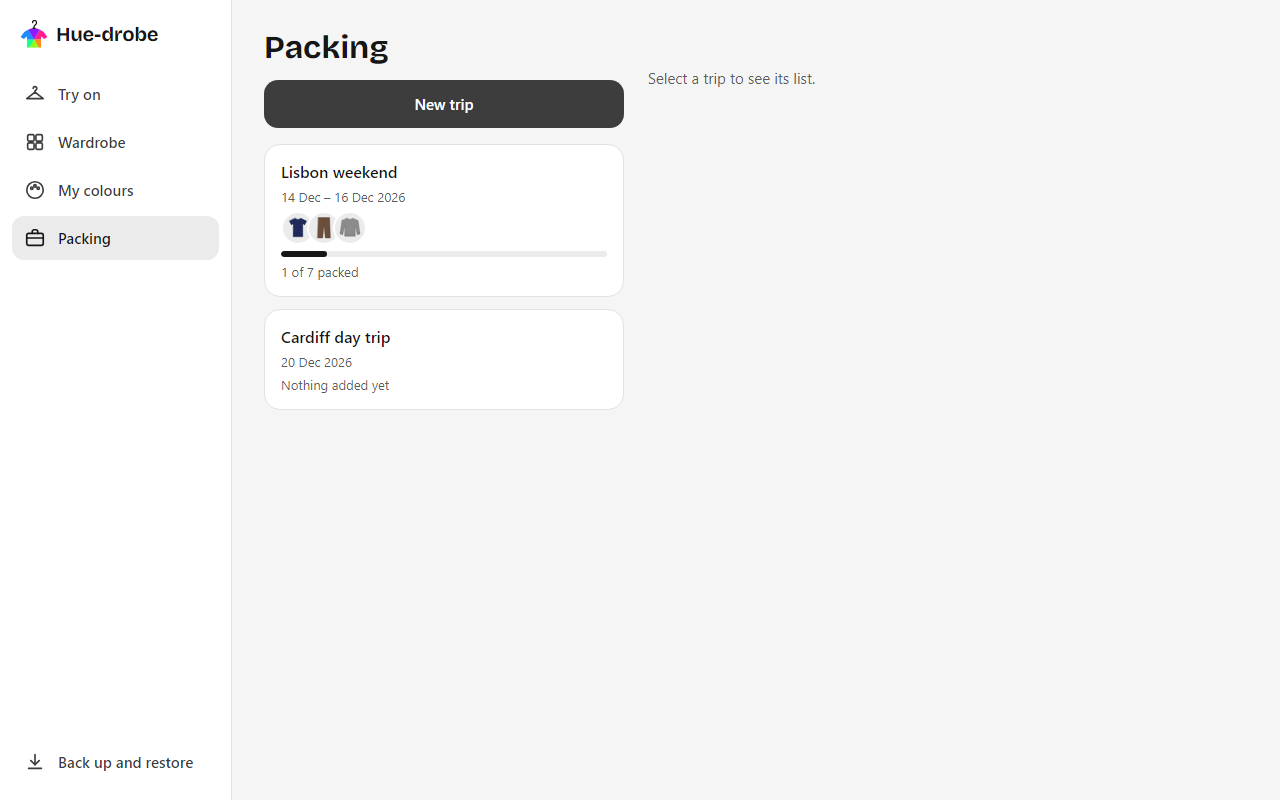 Hue-drobe
Try on
Wardrobe
My colours
Packing
Back up and restore
Packing
New trip
Lisbon weekend
14 Dec – 16 Dec 2026
1 of 7 packed
Cardiff day trip
20 Dec 2026
Nothing added yet
Select a trip to see its list.